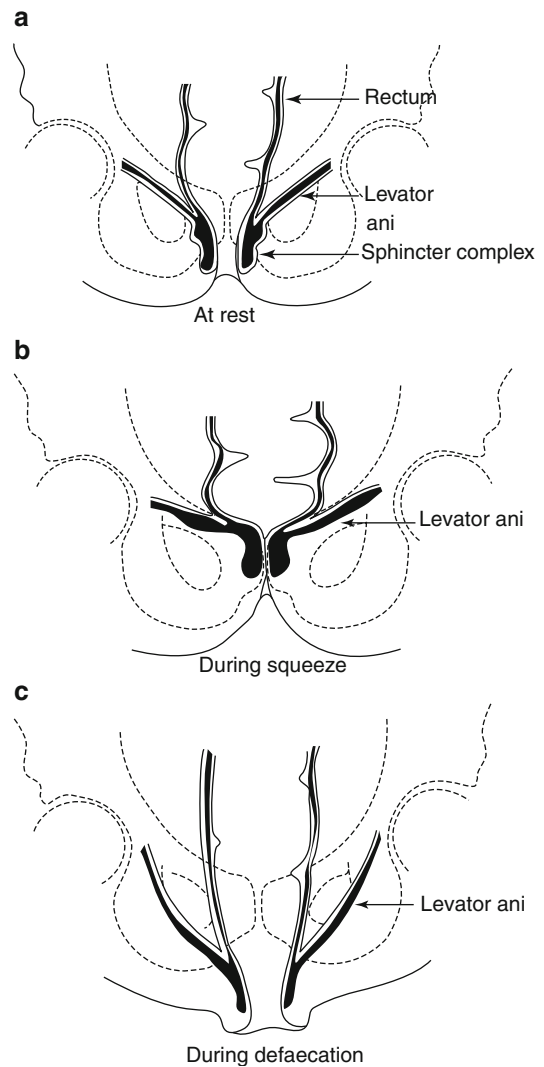 a
Rectum
Levator
ani
Sphincter complex
At rest
b
Levator ani
During squeeze
c
Levator ani
During defaecation